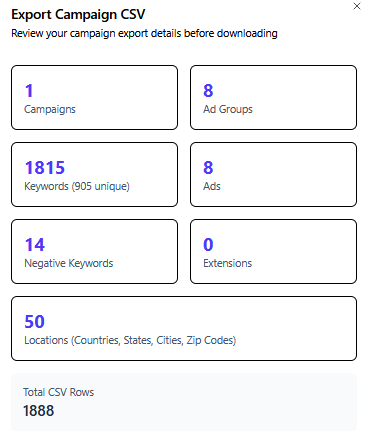 Export Campaign CSV
Review your campaign export details before downloading
1
Campaigns
8
Ad Groups
1815
Keywords (905 unique)
8
Ads
14
Negative Keywords
0
Extensions
50
Locations (Countries, States, Cities, Zip Codes)
Total CSV Rows
1888